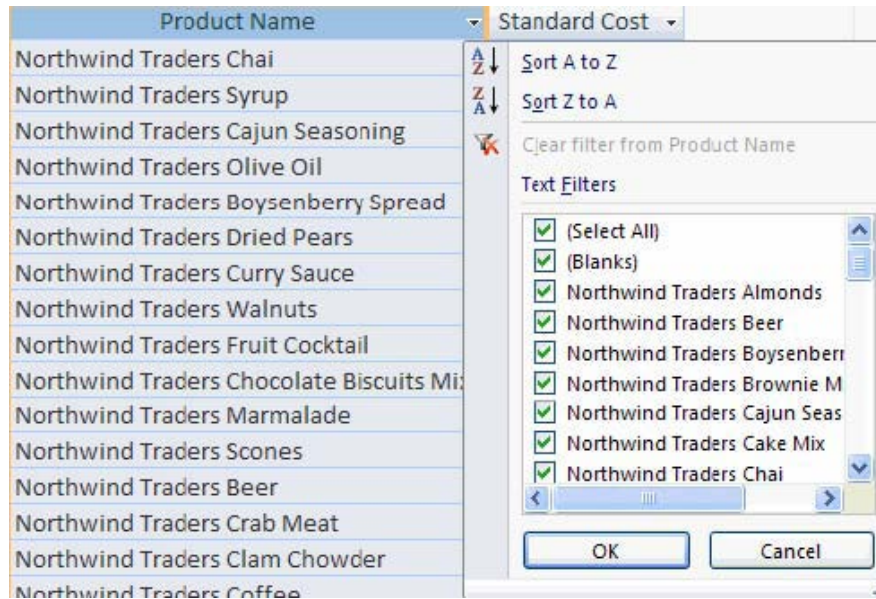 Product Name
Standard Cost
Northwind Traders Chai
Northwind Traders Syrup
Northwind Traders Cajun Seasoning
Northwind Traders Olive Oil
Northwind Traders Boysenberry Spread
Northwind Traders Dried Pears
Northwind Traders Curry Sauce
Northwind Traders Walnuts
Northwind Traders Fruit Cocktail
Northwind Traders Chocolate Biscuits Mi
Northwind Traders Marmalade
Northwind Traders Scones
Northwind Traders Beer
Northwind Traders Crab Meat
Northwind Traders Clam Chowder
Northwind Traders Coffee
Sort A to Z
Sort Z to A
Clear filter from Product Name
Text Filters
(Select All)
(Blanks)
Northwind Traders Almonds
Northwind Traders Beer
Northwind Traders Boysenberr
Northwind Traders Brownie M
Northwind Traders Cajun Seas
Northwind Traders Cake Mix
Northwind Traders Chai
OK
Cancel